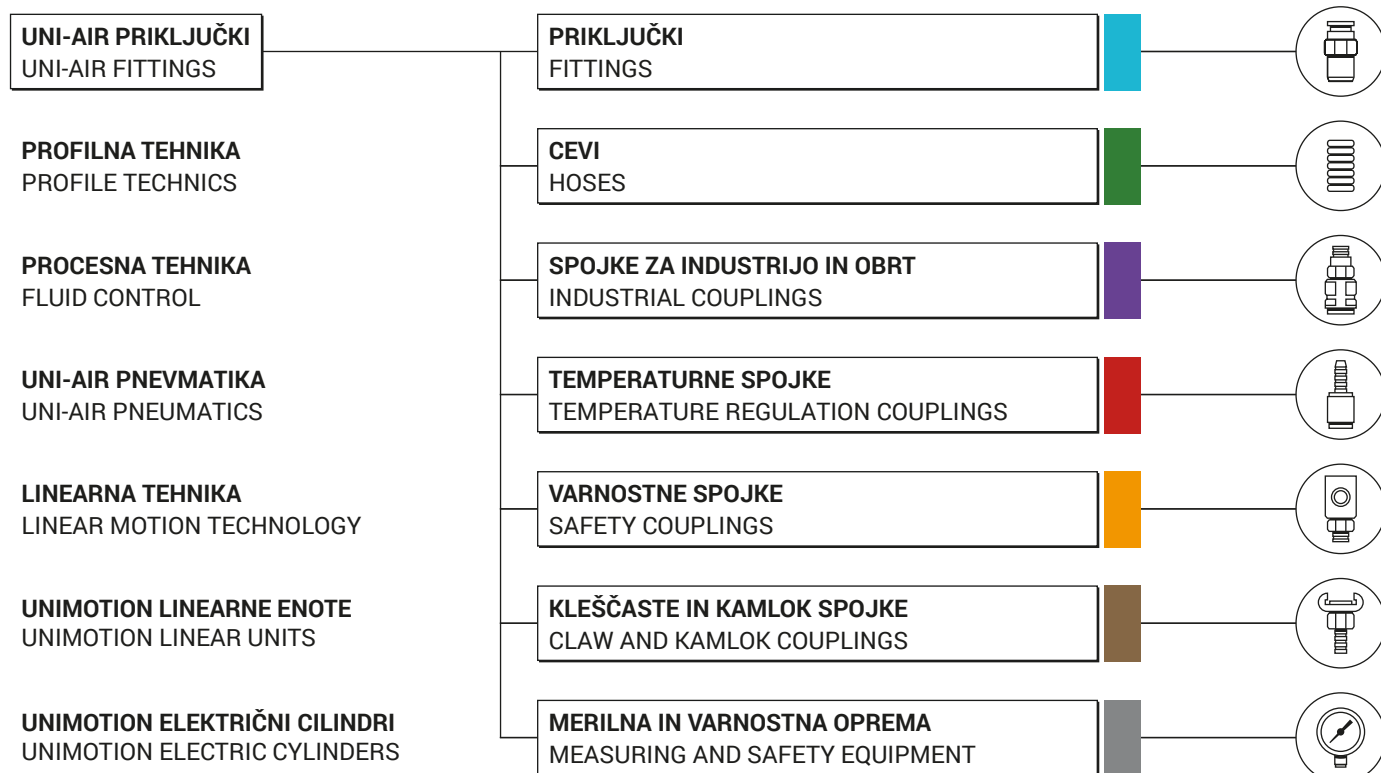 UNI-AIR PRIKLJUČKI
UNI-AIR FITTINGS
PRIKLJUČKI
FITTINGS
PROFILNA TEHNIKA
PROFILE TECHNICS
CEVI
HOSES
PROCESNA TEHNIKA
FLUID CONTROL
SPOJKE ZA INDUSTRIJO IN OBRT
INDUSTRIAL COUPLINGS
UNI-AIR PNEVMATIKA
UNI-AIR PNEUMATICS
TEMPERATURNE SPOJKE
TEMPERATURE REGULATION COUPLINGS
LINEARNA TEHNIKA
LINEAR MOTION TECHNOLOGY
VARNOSTNE SPOJKE
SAFETY COUPLINGS
UNIMOTION LINEARNE ENOTE
UNIMOTION LINEAR UNITS
KLEŠČASTE IN KAMLOK SPOJKE
CLAW AND KAMLOK COUPLINGS
UNIMOTION ELEKTRIČNI CILINDRI
UNIMOTION ELECTRIC CYLINDERS
MERILNA IN VARNOSTNA OPREMA
MEASURING AND SAFETY EQUIPMENT